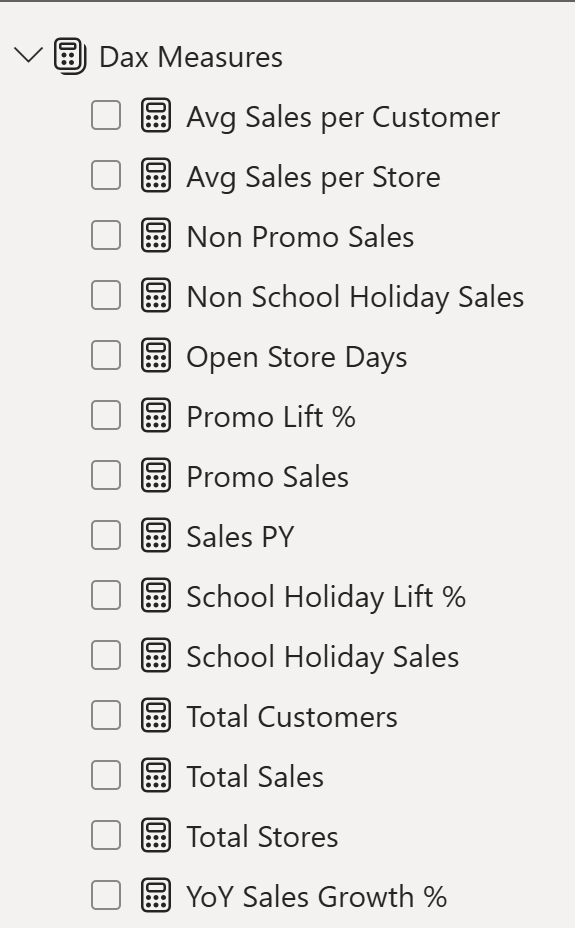 Dax Measures
Avg Sales per Customer
Avg Sales per Store
Non Promo Sales
Non School Holiday Sales
Open Store Days
Promo Lift %
Promo Sales
Sales PY
School Holiday Lift %
School Holiday Sales
Total Customers
Total Sales
Total Stores
YoY Sales Growth %